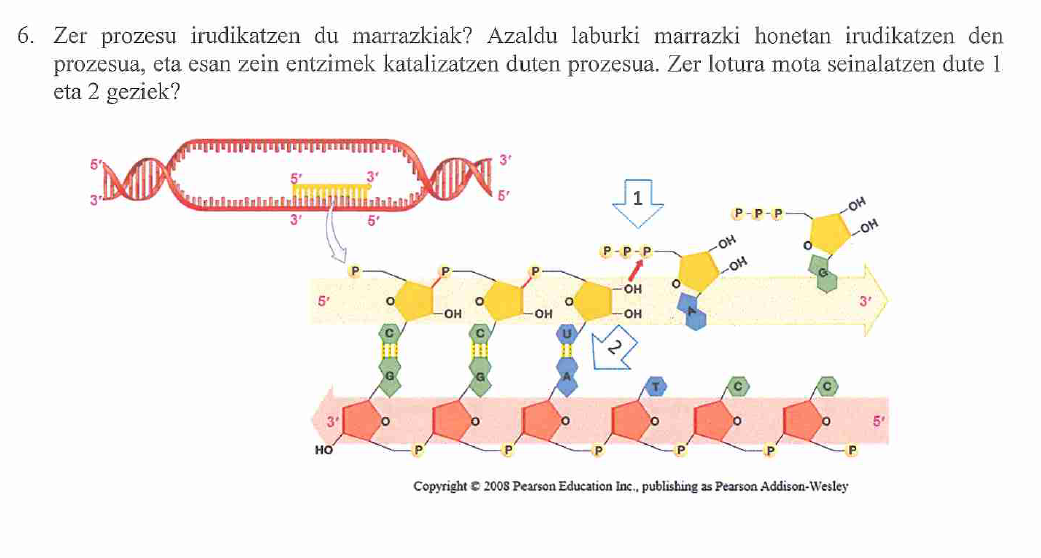 6. Zer prozesu irudikatzen du marrazkiak? Azaldu laburki marrazki honetan irudikatzen den
prozesua, eta esan zein entzimek katalizatzen duten prozesua. Zer lotura mota seinalatzen dute 1
eta 2 geziek?
5' 3'
3' 5'
5' 3'
3' 5'
1
P-P-P OH
OH
P-P-P OH
OH
P P P OH
5' O O O O O G 3'
OH OH OH A
C C U 2
G G A T C C
3' O O O O O O 5'
HO P P P P P P
Copyright © 2008 Pearson Education Inc., publishing as Pearson Addison-Wesley